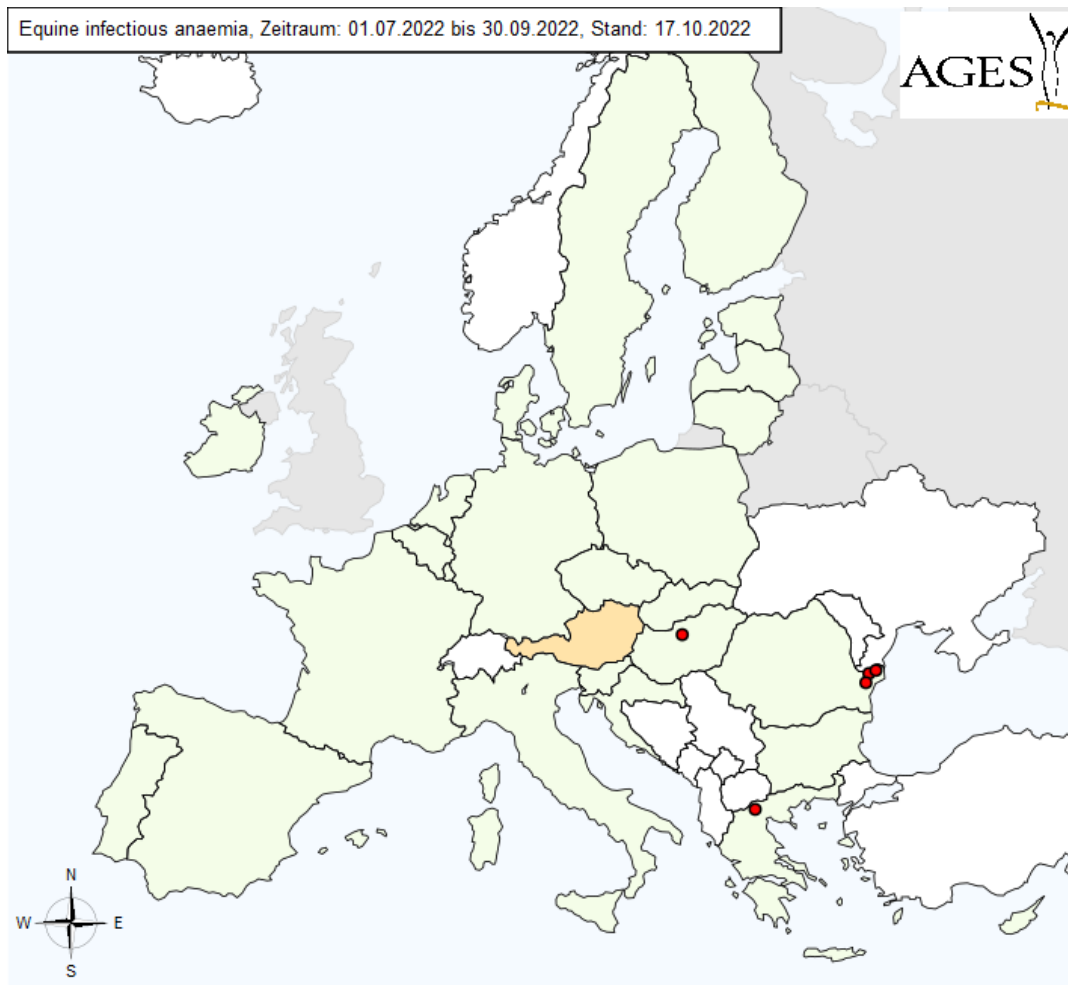 Equine infectious anaemia, Zeitraum: 01.07.2022 bis 30.09.2022, Stand: 17.10.2022
AGES
N
W E
S